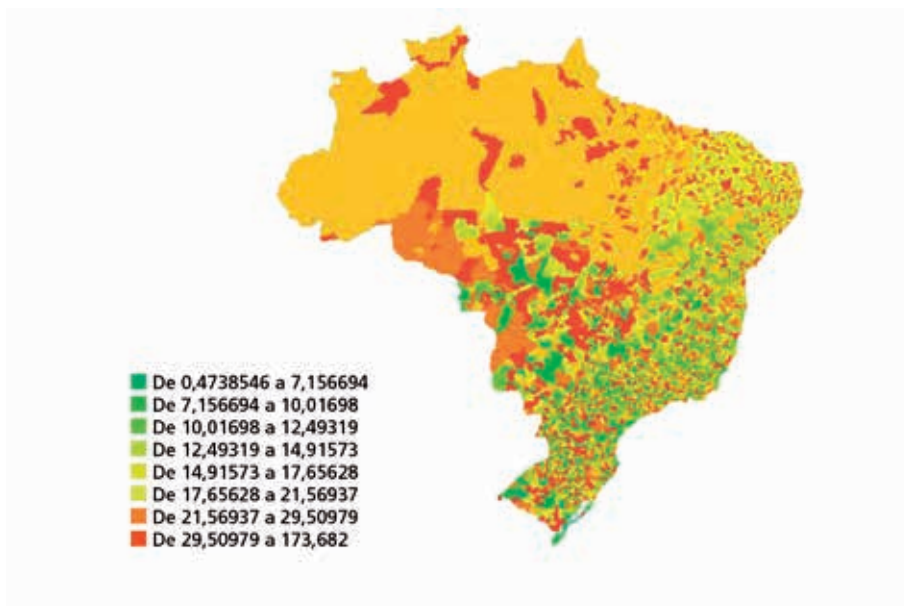 De 0,4738546 a 7,156694
De 7,156694 a 10,01698
De 10,01698 a 12,49319
De 12,49319 a 14,91573
De 14,91573 a 17,65628
De 17,65628 a 21,56937
De 21,56937 a 29,50979
De 29,50979 a 173,682